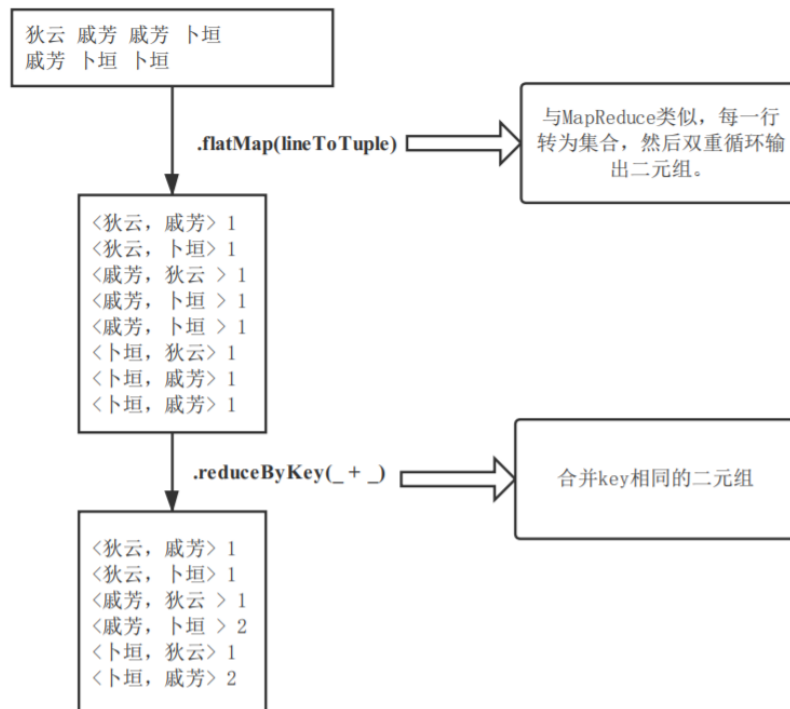 狄云 戚芳 戚芳 卜垣
戚芳 卜垣 卜垣
.flatMap(lineToTuple)
与MapReduce类似，每一行
转为集合，然后双重循环输
出二元组。
<狄云，戚芳> 1
<狄云，卜垣> 1
<戚芳，狄云 > 1
<戚芳，卜垣 > 1
<戚芳，卜垣 > 1
<卜垣，狄云> 1
<卜垣，戚芳> 1
<卜垣，戚芳> 1
.reduceByKey(_ + _)
合并key相同的二元组
<狄云，戚芳> 1
<狄云，卜垣> 1
<戚芳，狄云 > 1
<戚芳，卜垣 > 2
<卜垣，狄云> 1
<卜垣，戚芳> 2